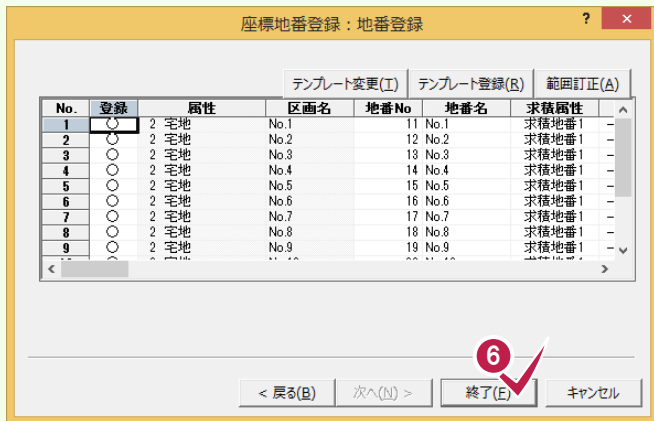 座標地番登録：地番登録 ? ×
テンプレート変更(T) テンプレート登録(R) 範囲訂正(A)
No. 登録 属性 区画名 地番No 地番名 求積属性
1 ○ 2 宅地 No.1 11 No.1 求積地番1 －
2 ○ 2 宅地 No.2 12 No.2 求積地番1 －
3 ○ 2 宅地 No.3 13 No.3 求積地番1 －
4 ○ 2 宅地 No.4 14 No.4 求積地番1 －
5 ○ 2 宅地 No.5 15 No.5 求積地番1 －
6 ○ 2 宅地 No.6 16 No.6 求積地番1 －
7 ○ 2 宅地 No.7 17 No.7 求積地番1 －
8 ○ 2 宅地 No.8 18 No.8 求積地番1 －
9 ○ 2 宅地 No.9 19 No.9 求積地番1 －
6
< 戻る(B) 次へ(N) > 終了(F) キャンセル